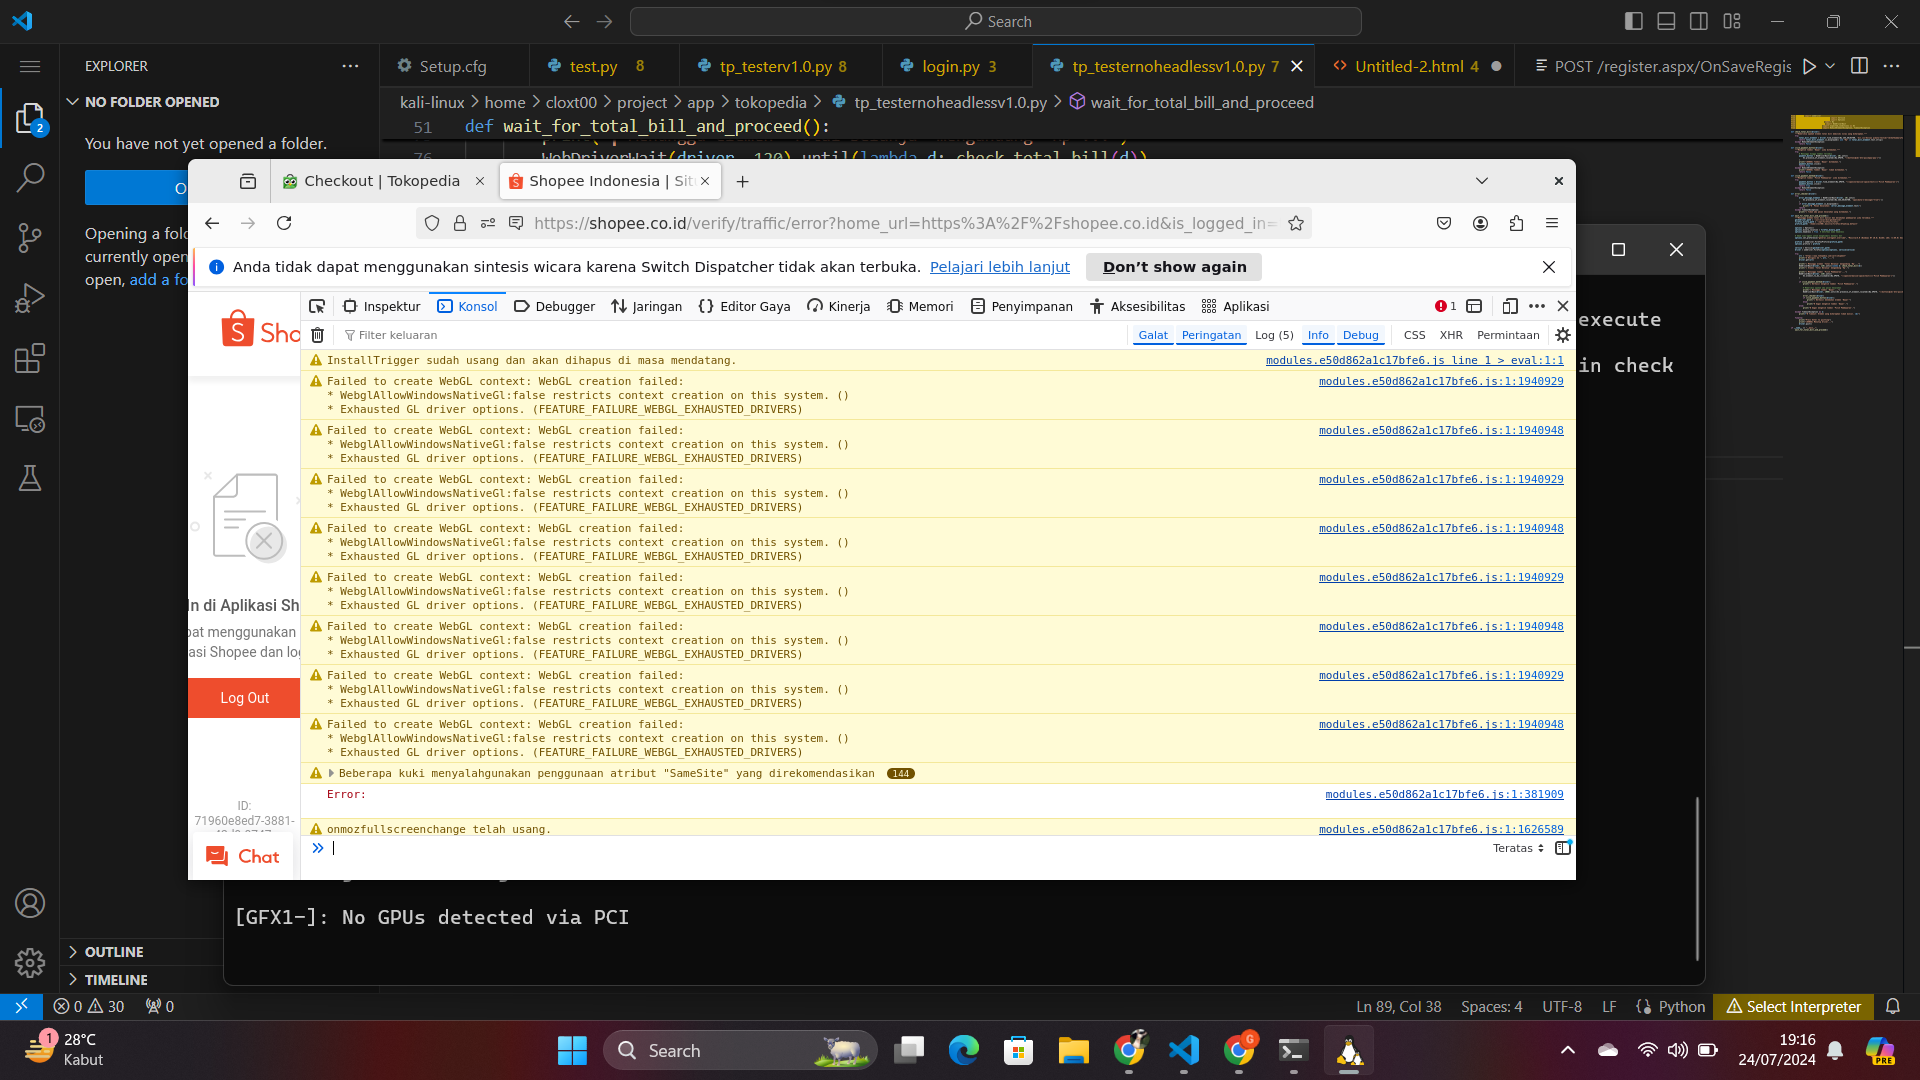 Search
EXPLORER
Setup.cfg
test.py 8
tp_testerv1.0.py 8
login.py 3
tp_testernoheadlessv1.0.py 7
Untitled-2.html 4
POST /register.aspx/OnSaveRegis
NO FOLDER OPENED
kali-linux > home > cloxt00 > project > app > tokopedia > tp_testernoheadlessv1.0.py > wait_for_total_bill_and_proceed
2
You have not yet opened a folder.
51 def wait_for_total_bill_and_proceed():
76 WebDriverWait(driver, 120).until(lambda d: check_total_bill(d))
O
Opening a fold
currently open
open, add a fo
Checkout | Tokopedia
Shopee Indonesia | Sit
https://shopee.co.id/verify/traffic/error?home_url=https%3A%2F%2Fshopee.co.id&is_logged_in=
Anda tidak dapat menggunakan sintesis wicara karena Switch Dispatcher tidak akan terbuka. Pelajari lebih lanjut
Don't show again
Inspektur
Konsol
Debugger
Jaringan
Editor Gaya
Kinerja
Memori
Penyimpanan
Aksesibilitas
Aplikasi
1
Filter keluaran
Galat
Peringatan
Log (5)
Info
Debug
CSS
XHR
Permintaan
InstallTrigger sudah usang dan akan dihapus di masa mendatang. modules.e50d862a1c17bfe6.js line 1 > eval:1:1
Failed to create WebGL context: WebGL creation failed: modules.e50d862a1c17bfe6.js:1:1940929
* WebglAllowWindowsNativeGl:false restricts context creation on this system. ()
* Exhausted GL driver options. (FEATURE_FAILURE_WEBGL_EXHAUSTED_DRIVERS)
Failed to create WebGL context: WebGL creation failed: modules.e50d862a1c17bfe6.js:1:1940948
* WebglAllowWindowsNativeGl:false restricts context creation on this system. ()
* Exhausted GL driver options. (FEATURE_FAILURE_WEBGL_EXHAUSTED_DRIVERS)
Failed to create WebGL context: WebGL creation failed: modules.e50d862a1c17bfe6.js:1:1940929
* WebglAllowWindowsNativeGl:false restricts context creation on this system. ()
* Exhausted GL driver options. (FEATURE_FAILURE_WEBGL_EXHAUSTED_DRIVERS)
Failed to create WebGL context: WebGL creation failed: modules.e50d862a1c17bfe6.js:1:1940948
* WebglAllowWindowsNativeGl:false restricts context creation on this system. ()
* Exhausted GL driver options. (FEATURE_FAILURE_WEBGL_EXHAUSTED_DRIVERS)
Failed to create WebGL context: WebGL creation failed: modules.e50d862a1c17bfe6.js:1:1940929
* WebglAllowWindowsNativeGl:false restricts context creation on this system. ()
* Exhausted GL driver options. (FEATURE_FAILURE_WEBGL_EXHAUSTED_DRIVERS)
Failed to create WebGL context: WebGL creation failed: modules.e50d862a1c17bfe6.js:1:1940948
* WebglAllowWindowsNativeGl:false restricts context creation on this system. ()
* Exhausted GL driver options. (FEATURE_FAILURE_WEBGL_EXHAUSTED_DRIVERS)
Failed to create WebGL context: WebGL creation failed: modules.e50d862a1c17bfe6.js:1:1940929
* WebglAllowWindowsNativeGl:false restricts context creation on this system. ()
* Exhausted GL driver options. (FEATURE_FAILURE_WEBGL_EXHAUSTED_DRIVERS)
Failed to create WebGL context: WebGL creation failed: modules.e50d862a1c17bfe6.js:1:1940948
* WebglAllowWindowsNativeGl:false restricts context creation on this system. ()
* Exhausted GL driver options. (FEATURE_FAILURE_WEBGL_EXHAUSTED_DRIVERS)
Beberapa kuki menyalahgunakan penggunaan atribut "SameSite" yang direkomendasikan 144
Error: modules.e50d862a1c17bfe6.js:1:381909
onmozfullscreenchange telah usang. modules.e50d862a1c17bfe6.js:1:1626589
Teratas
Sho
In di Aplikasi Sh
pat menggunakan
asi Shopee dan log
Log Out
ID:
71960e8ed7-3881-
Chat
execute
in check
[GFX1-]: No GPUs detected via PCI
OUTLINE
TIMELINE
0 30 0
Ln 89, Col 38
Spaces: 4
UTF-8
LF
Python
Select Interpreter
1
28°C
Kabut
Search
G
PRE
19:16
24/07/2024